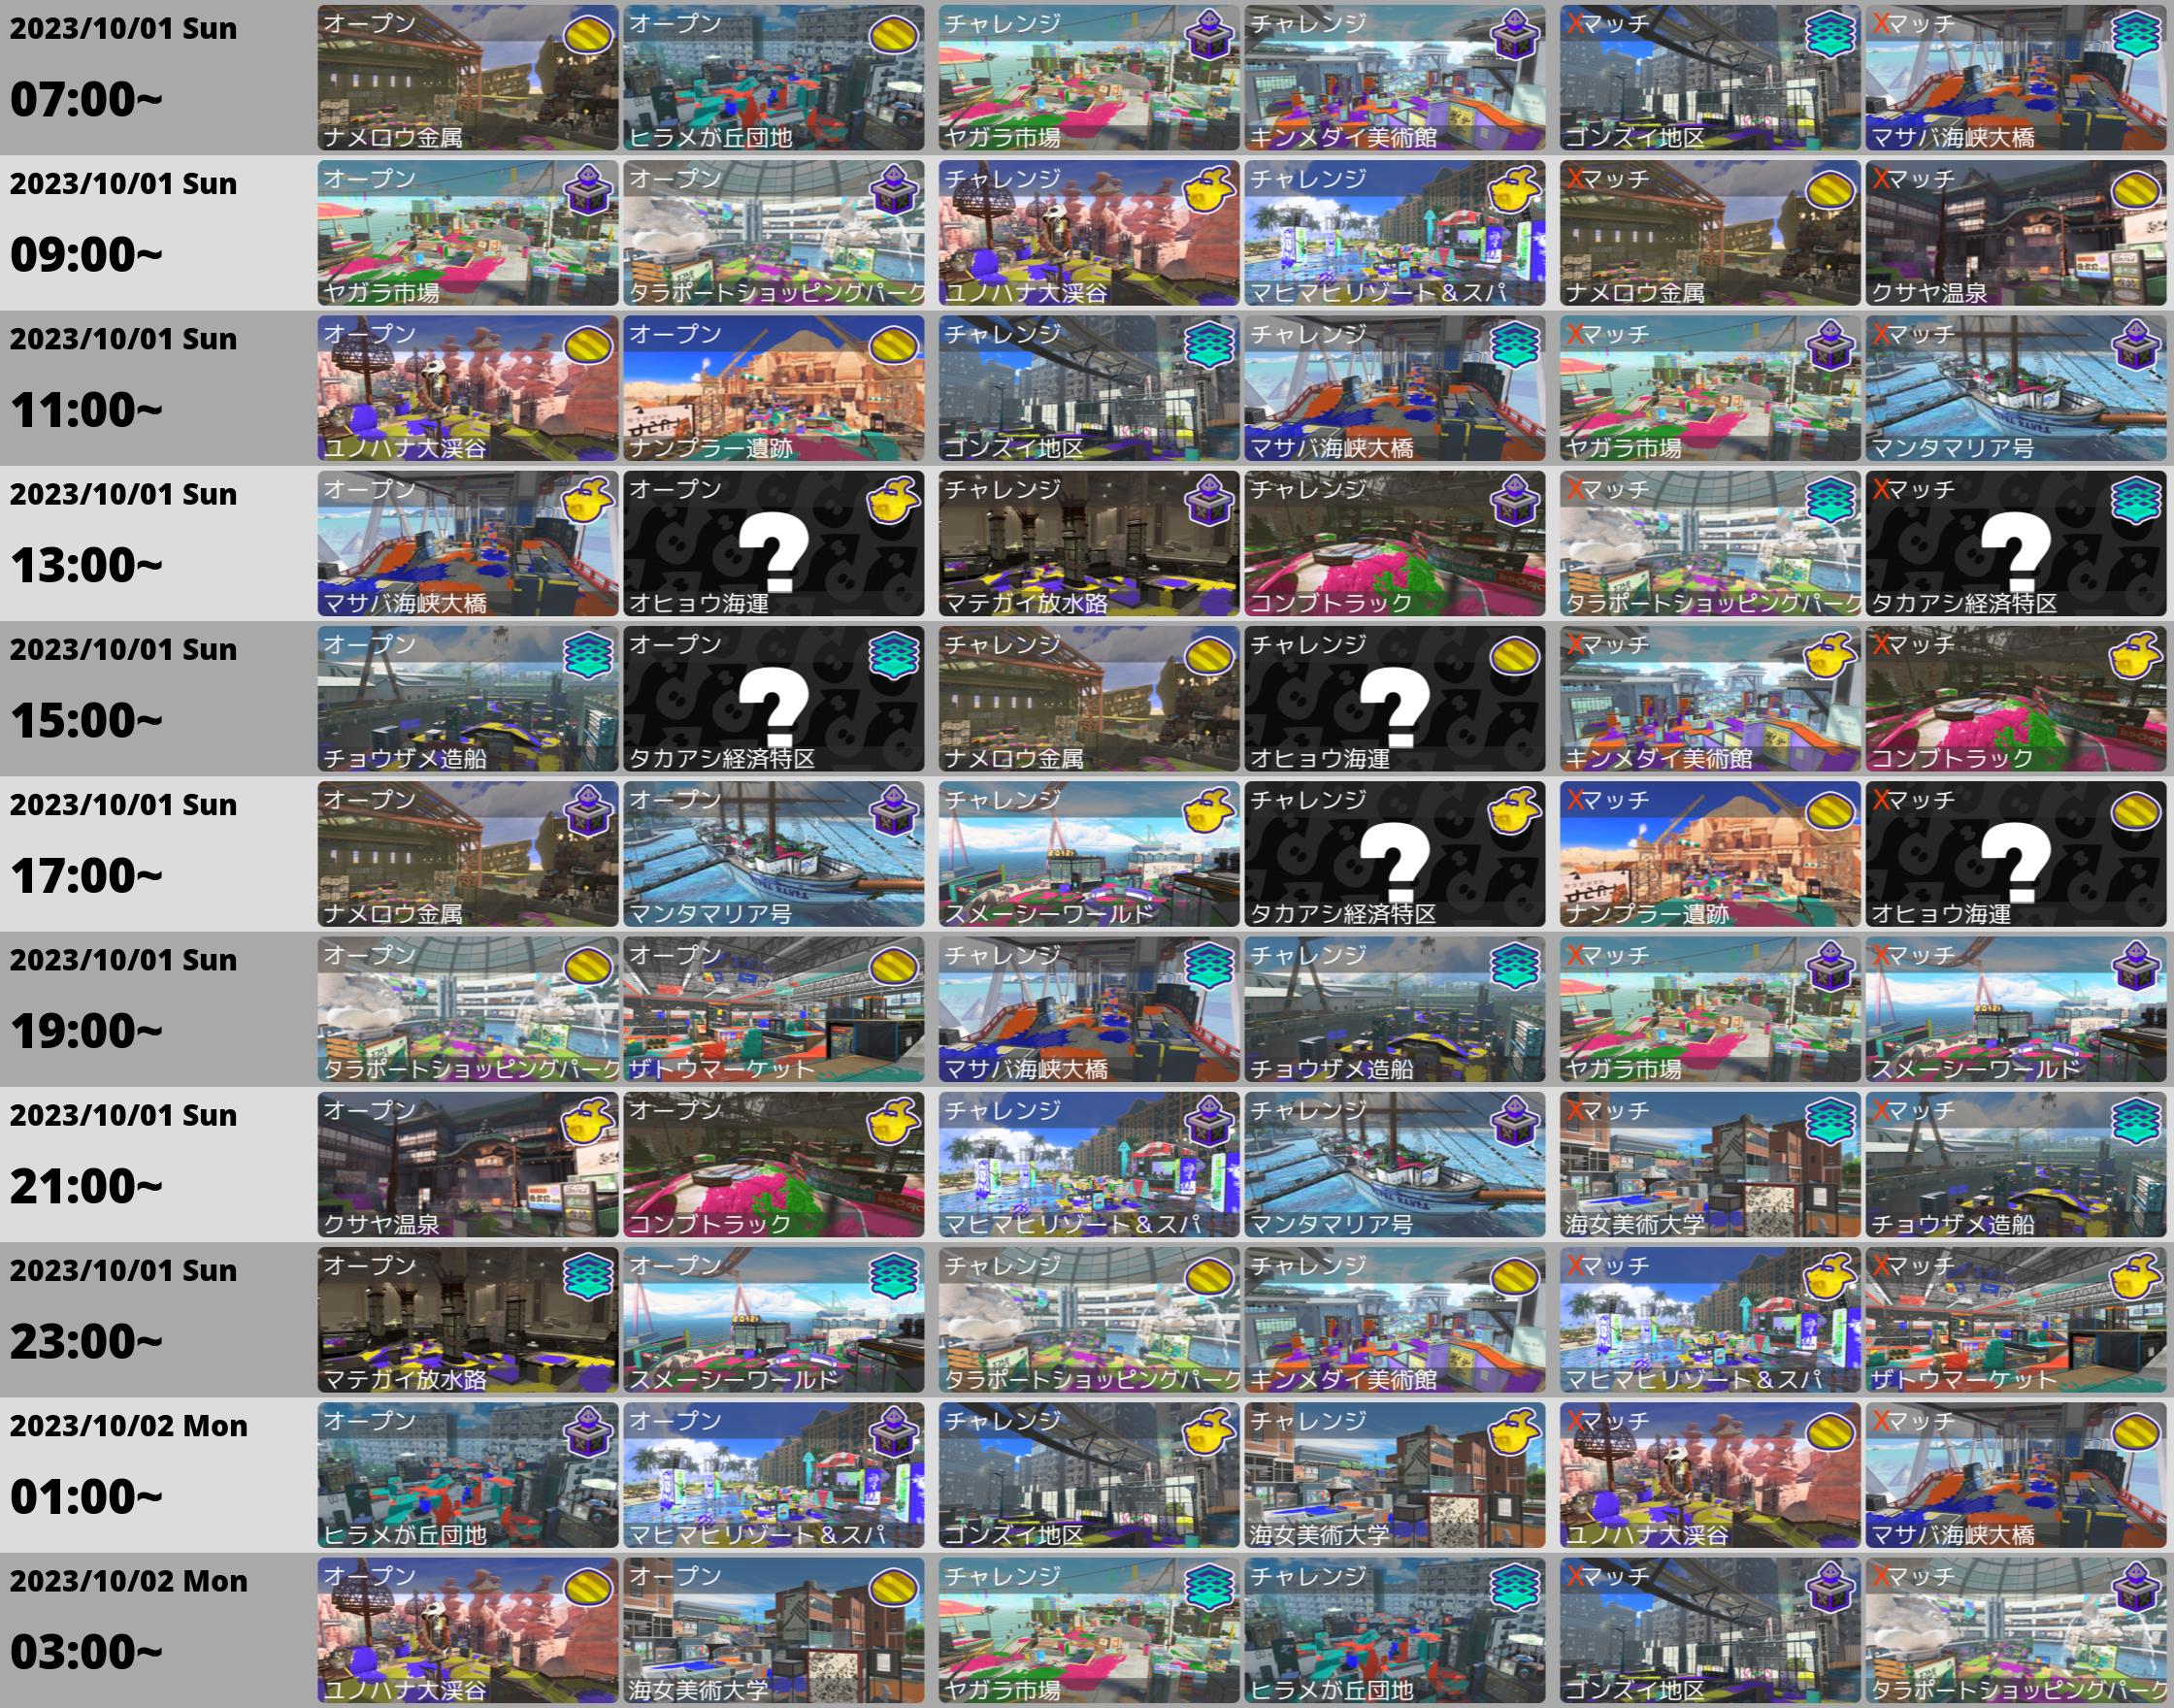 2023/10/01 Sun
07:00~
オープン
ナメロウ金属
オープン
ヒラメが丘団地
チャレンジ
ヤガラ市場
チャレンジ
キンメダイ美術館
Xマッチ
ゴンズイ地区
Xマッチ
マサバ海峡大橋
2023/10/01 Sun
09:00~
オープン
ヤガラ市場
オープン
タラポートショッピングパーク
チャレンジ
ユノハナ大渓谷
チャレンジ
マヒマヒリゾート＆スパ
Xマッチ
ナメロウ金属
Xマッチ
クサヤ温泉
2023/10/01 Sun
11:00~
オープン
ユノハナ大渓谷
オープン
ナンプラー遺跡
チャレンジ
ゴンズイ地区
チャレンジ
マサバ海峡大橋
Xマッチ
ヤガラ市場
Xマッチ
マンタマリア号
2023/10/01 Sun
13:00~
オープン
マサバ海峡大橋
オープン
?
オヒョウ海運
チャレンジ
マテガイ放水路
チャレンジ
コンブトラック
Xマッチ
タラポートショッピングパーク
Xマッチ
?
タカアシ経済特区
2023/10/01 Sun
15:00~
オープン
チョウザメ造船
オープン
?
タカアシ経済特区
チャレンジ
ナメロウ金属
チャレンジ
?
オヒョウ海運
Xマッチ
キンメダイ美術館
Xマッチ
コンブトラック
2023/10/01 Sun
17:00~
オープン
ナメロウ金属
オープン
マンタマリア号
チャレンジ
スメーシーワールド
チャレンジ
?
タカアシ経済特区
Xマッチ
ナンプラー遺跡
Xマッチ
?
オヒョウ海運
2023/10/01 Sun
19:00~
オープン
タラポートショッピングパーク
オープン
ザトウマーケット
チャレンジ
マサバ海峡大橋
チャレンジ
チョウザメ造船
Xマッチ
ヤガラ市場
Xマッチ
スメーシーワールド
2023/10/01 Sun
21:00~
オープン
クサヤ温泉
オープン
コンブトラック
チャレンジ
マヒマヒリゾート＆スパ
チャレンジ
マンタマリア号
Xマッチ
海女美術大学
Xマッチ
チョウザメ造船
2023/10/01 Sun
23:00~
オープン
マテガイ放水路
オープン
スメーシーワールド
チャレンジ
タラポートショッピングパーク
チャレンジ
キンメダイ美術館
Xマッチ
マヒマヒリゾート＆スパ
Xマッチ
ザトウマーケット
2023/10/02 Mon
01:00~
オープン
ヒラメが丘団地
オープン
マヒマヒリゾート＆スパ
チャレンジ
ゴンズイ地区
チャレンジ
海女美術大学
Xマッチ
ユノハナ大渓谷
Xマッチ
マサバ海峡大橋
2023/10/02 Mon
03:00~
オープン
ユノハナ大渓谷
オープン
海女美術大学
チャレンジ
ヤガラ市場
チャレンジ
ヒラメが丘団地
Xマッチ
ゴンズイ地区
Xマッチ
タラポートショッピングパーク